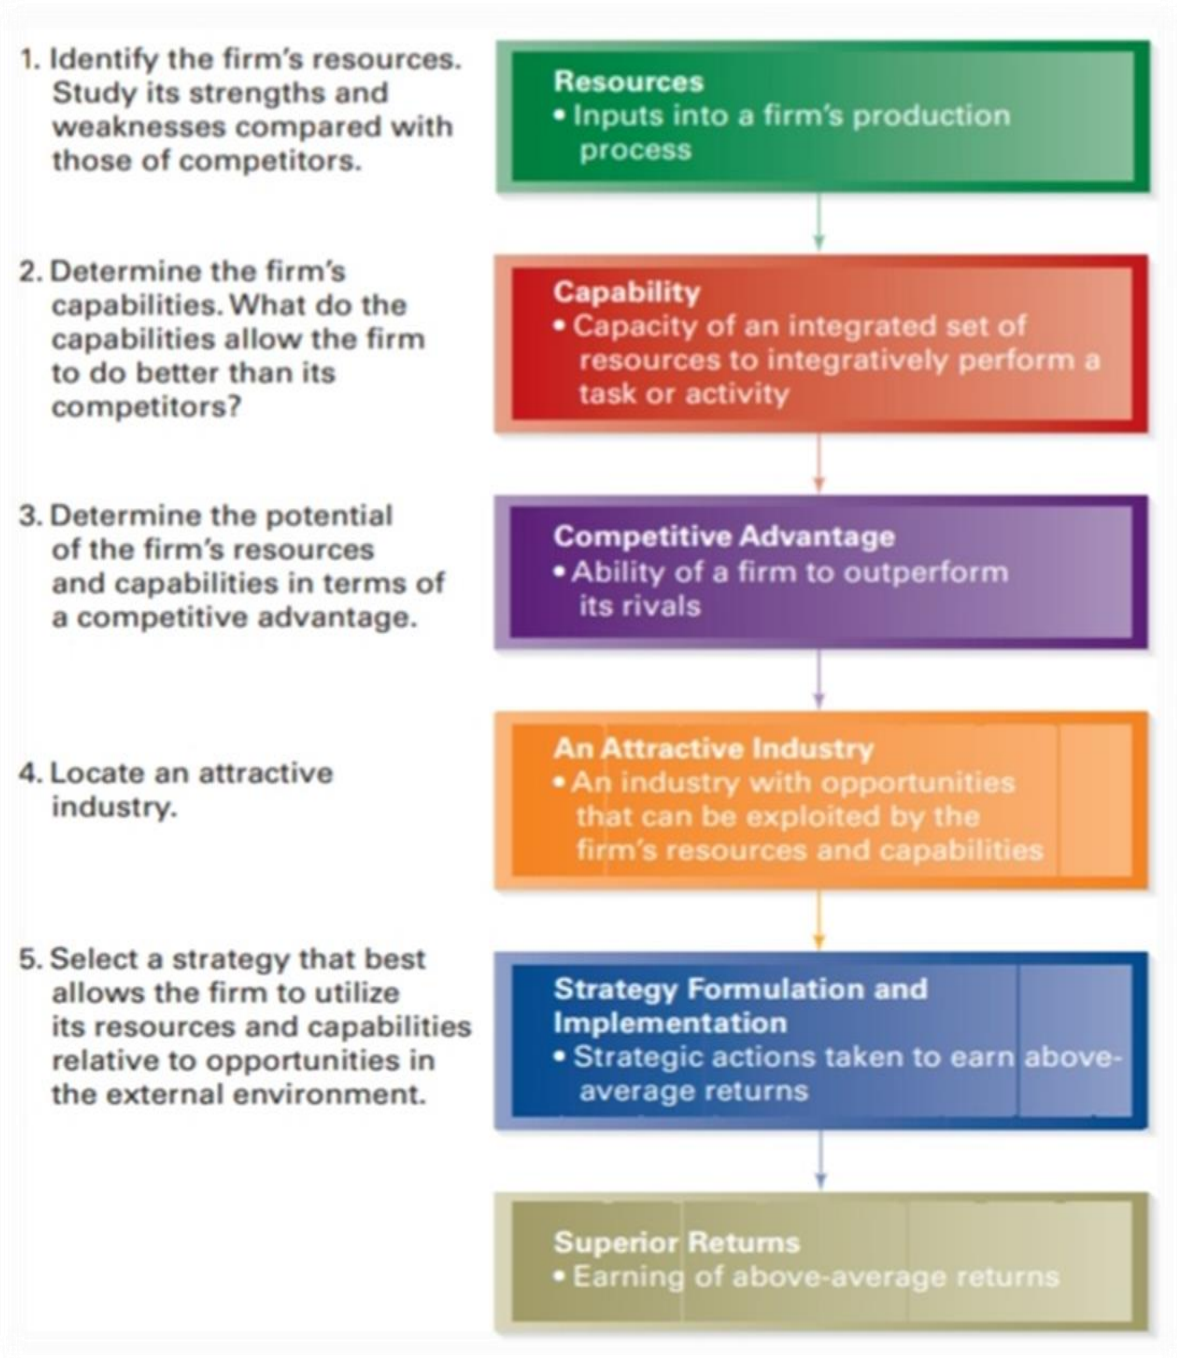 1. Identify the firm's resources.
Study its strengths and
weaknesses compared with
those of competitors.
Resources
• Inputs into a firm's production
process
2. Determine the firm's
capabilities. What do the
capabilities allow the firm
to do better than its
competitors?
Capability
• Capacity of an integrated set of
resources to integratively perform a
task or activity
3. Determine the potential
of the firm's resources
and capabilities in terms of
a competitive advantage.
Competitive Advantage
• Ability of a firm to outperform
its rivals
4. Locate an attractive
industry.
An Attractive Industry
• An industry with opportunities
that can be exploited by the
firm's resources and capabilities
5. Select a strategy that best
allows the firm to utilize
its resources and capabilities
relative to opportunities in
the external environment.
Strategy Formulation and
Implementation
• Strategic actions taken to earn above-
average returns
Superior Returns
• Earning of above-average returns